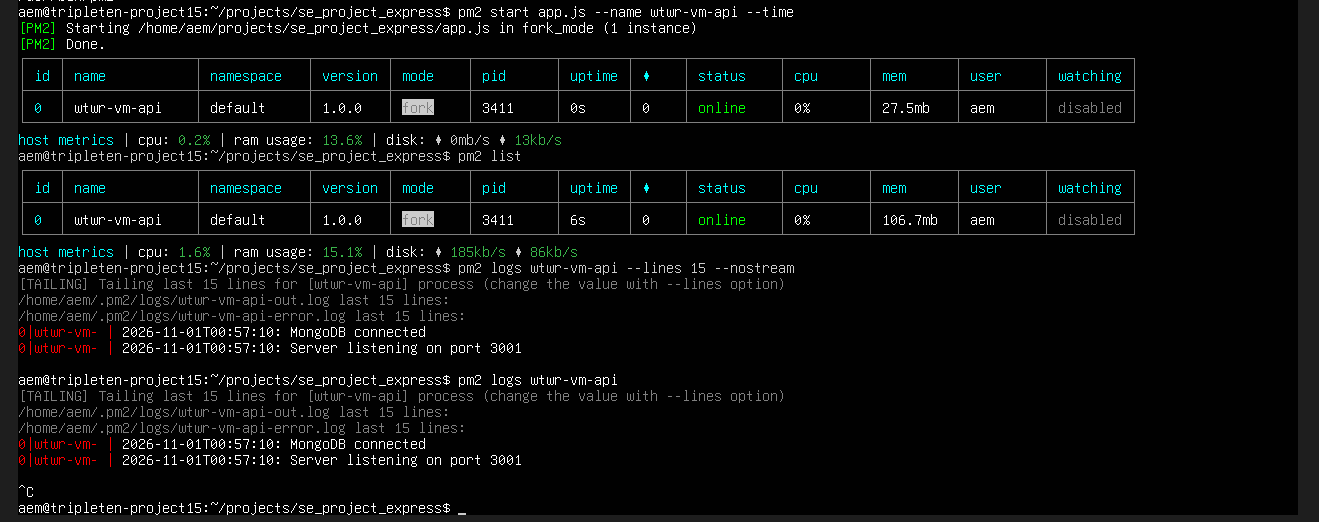 aem@tripleten-project15:~/projects/se_project_express$ pm2 start app.js --name wtwr-vm-api --time
[PM2] Starting /home/aem/projects/se_project_express/app.js in fork_mode (1 instance)
[PM2] Done.
id name namespace version mode pid uptime ♦ status cpu mem user watching
0 wtwr-vm-api default 1.0.0 fork 3411 0s 0 online 0% 27.5mb aem disabled
host metrics | cpu: 0.2% | ram usage: 13.6% | disk: ♦ 0mb/s ♦ 13kb/s
aem@tripleten-project15:~/projects/se_project_express$ pm2 list
id name namespace version mode pid uptime ♦ status cpu mem user watching
0 wtwr-vm-api default 1.0.0 fork 3411 6s 0 online 0% 106.7mb aem disabled
host metrics | cpu: 1.6% | ram usage: 15.1% | disk: ♦ 185kb/s ♦ 86kb/s
aem@tripleten-project15:~/projects/se_project_express$ pm2 logs wtwr-vm-api --lines 15 --nostream
[TAILING] Tailing last 15 lines for [wtwr-vm-api] process (change the value with --lines option)
/home/aem/.pm2/logs/wtwr-vm-api-out.log last 15 lines:
/home/aem/.pm2/logs/wtwr-vm-api-error.log last 15 lines:
0|wtwr-vm- | 2026-11-01T00:57:10: MongoDB connected
0|wtwr-vm- | 2026-11-01T00:57:10: Server listening on port 3001
aem@tripleten-project15:~/projects/se_project_express$ pm2 logs wtwr-vm-api
[TAILING] Tailing last 15 lines for [wtwr-vm-api] process (change the value with --lines option)
/home/aem/.pm2/logs/wtwr-vm-api-out.log last 15 lines:
/home/aem/.pm2/logs/wtwr-vm-api-error.log last 15 lines:
0|wtwr-vm- | 2026-11-01T00:57:10: MongoDB connected
0|wtwr-vm- | 2026-11-01T00:57:10: Server listening on port 3001
^C
aem@tripleten-project15:~/projects/se_project_express$ _